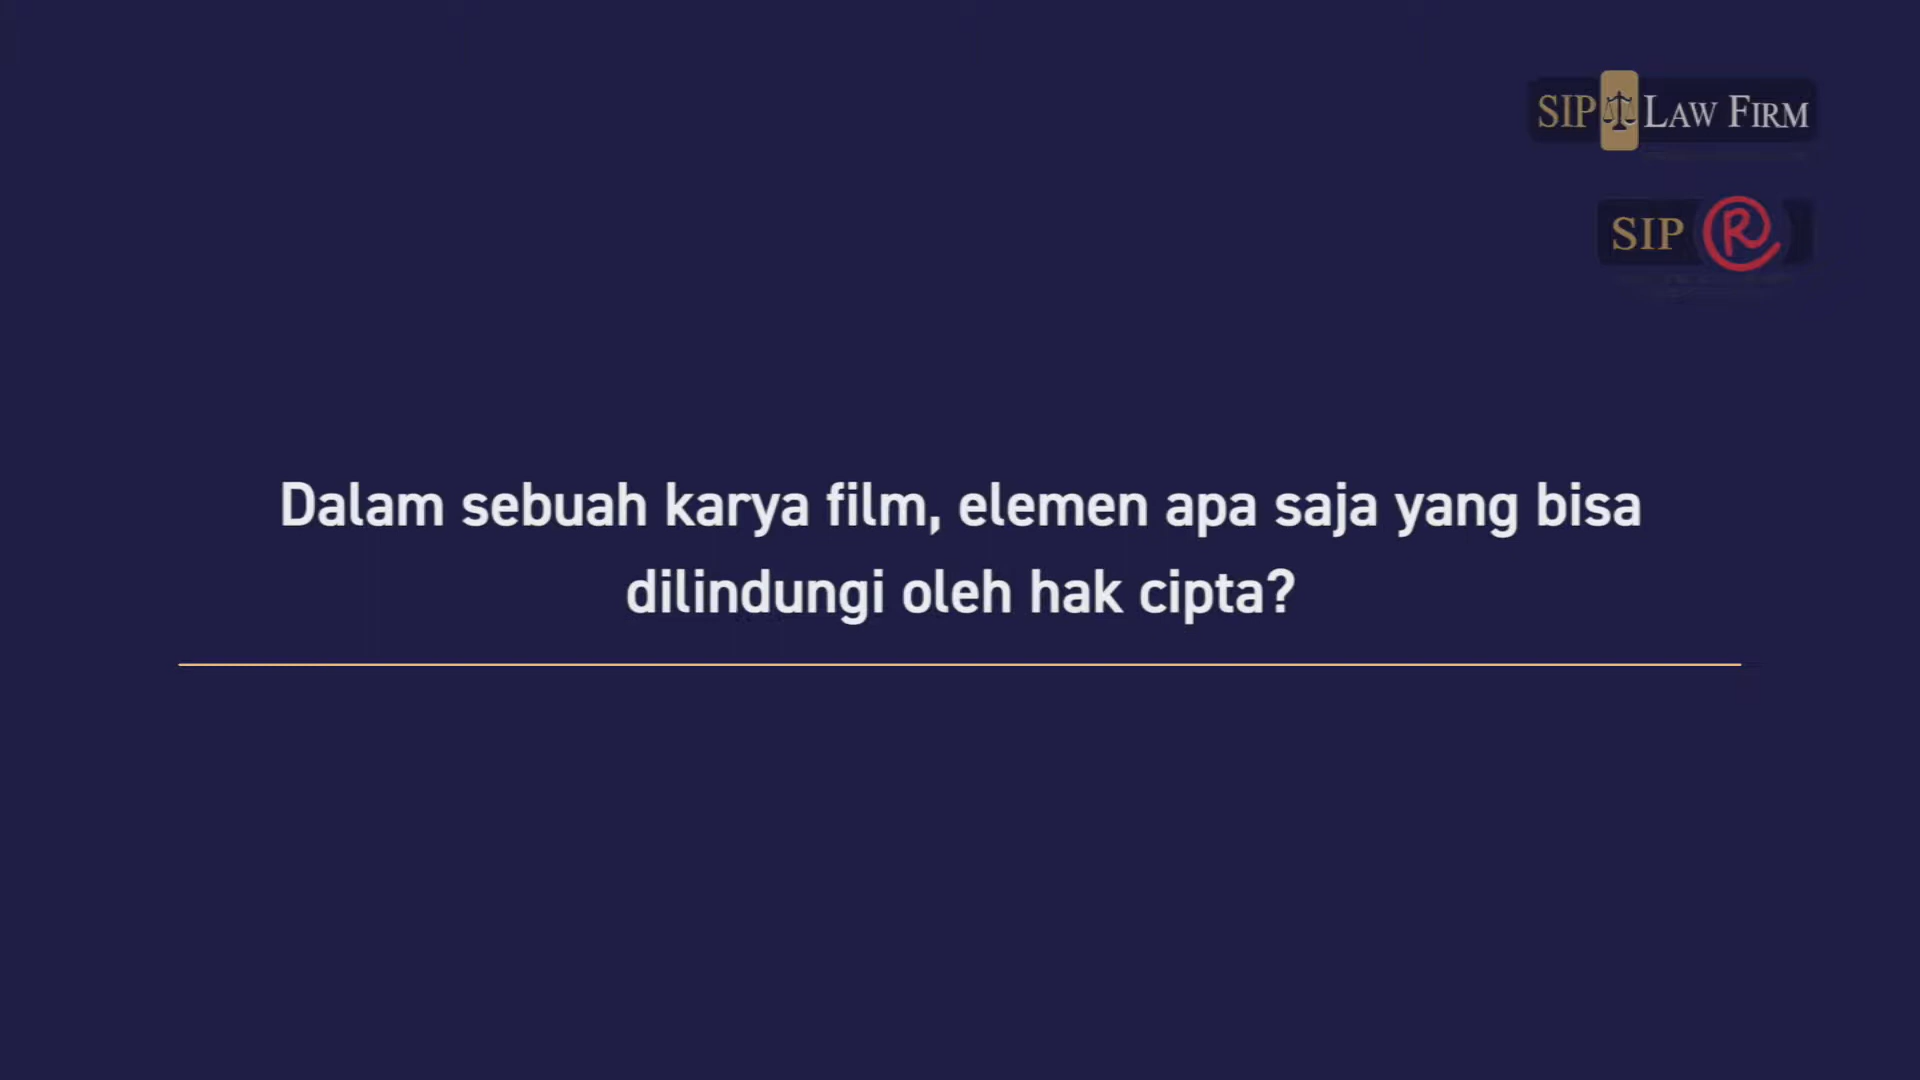 SIP LAW FIRM
SIP R
Dalam sebuah karya film, elemen apa saja yang bisa
dilindungi oleh hak cipta?